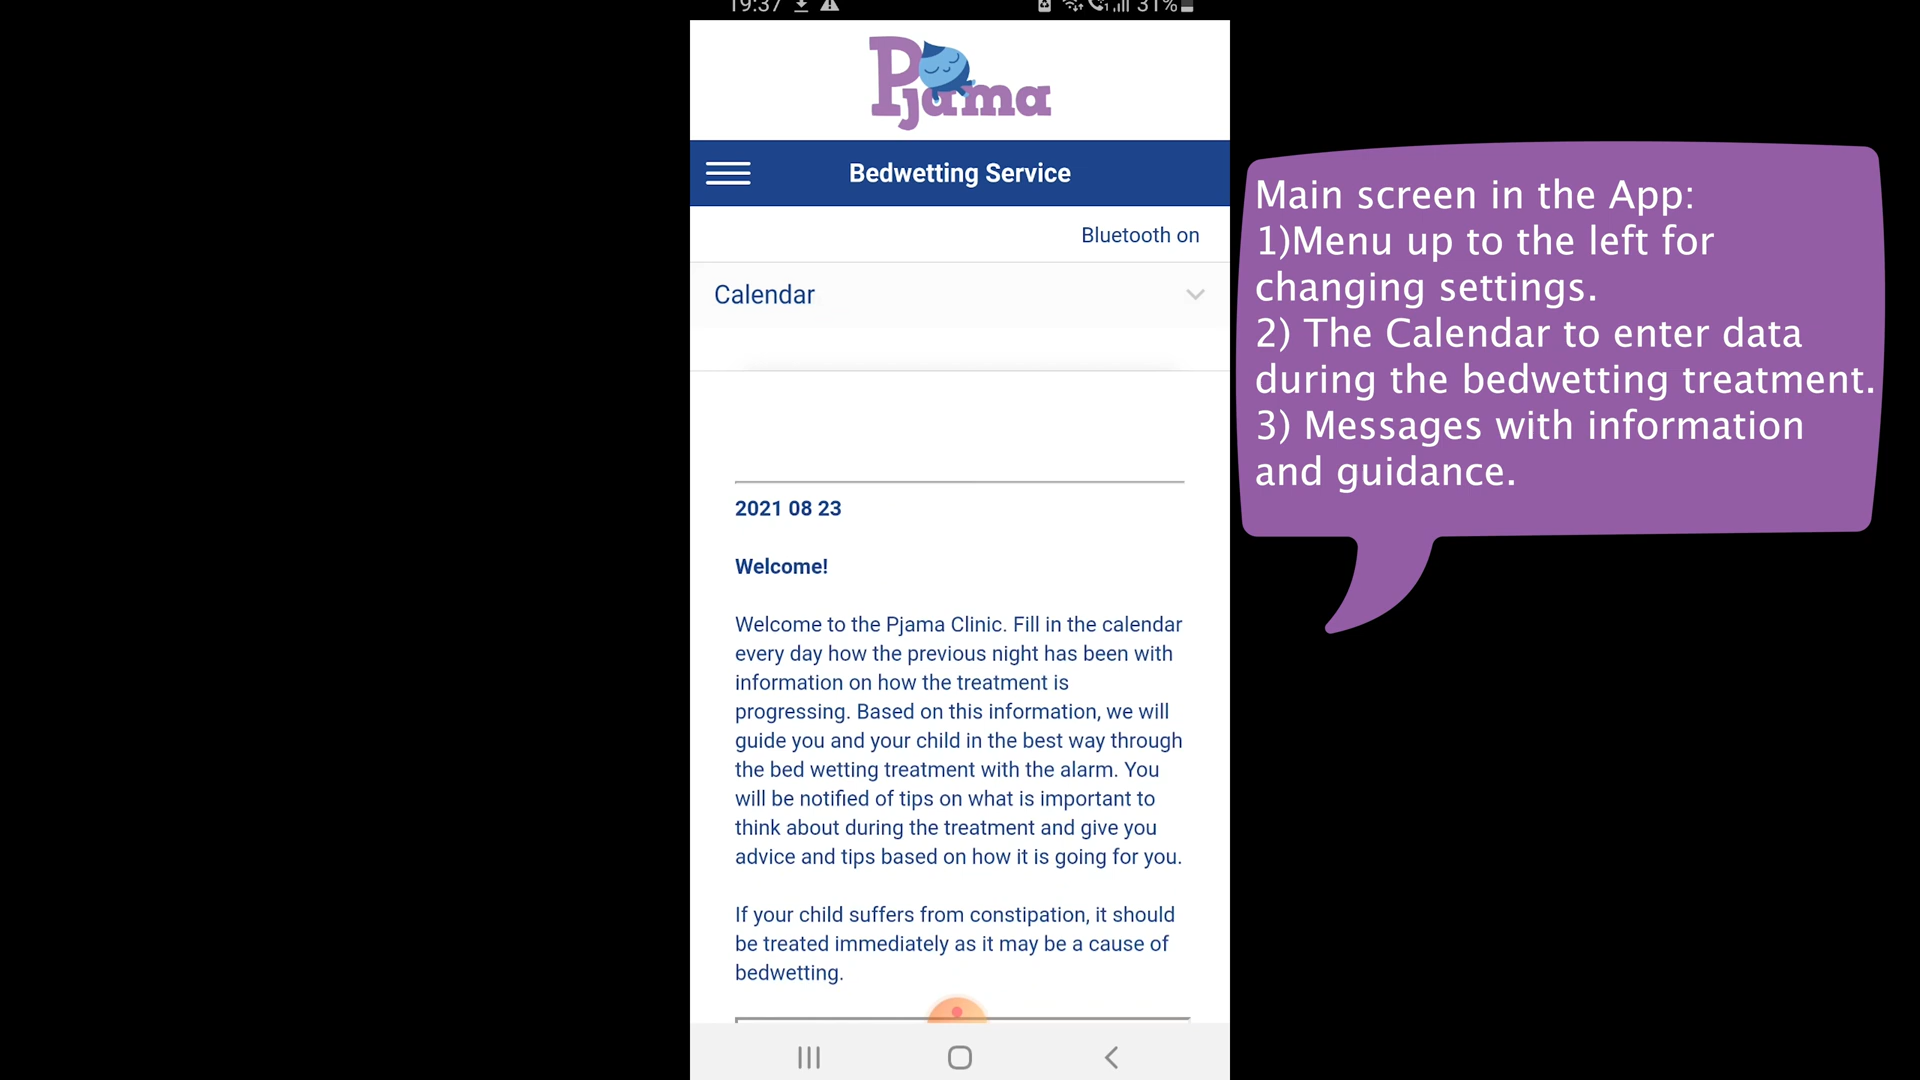 19:37
31%
Pjama
Bedwetting Service
Bluetooth on
Calendar
2021 08 23
Welcome!
Welcome to the Pjama Clinic. Fill in the calendar
every day how the previous night has been with
information on how the treatment is
progressing. Based on this information, we will
guide you and your child in the best way through
the bed wetting treatment with the alarm. You
will be notified of tips on what is important to
think about during the treatment and give you
advice and tips based on how it is going for you.
If your child suffers from constipation, it should
be treated immediately as it may be a cause of
bedwetting.
Main screen in the App:
1)Menu up to the left for
changing settings.
2) The Calendar to enter data
during the bedwetting treatment.
3) Messages with information
and guidance.